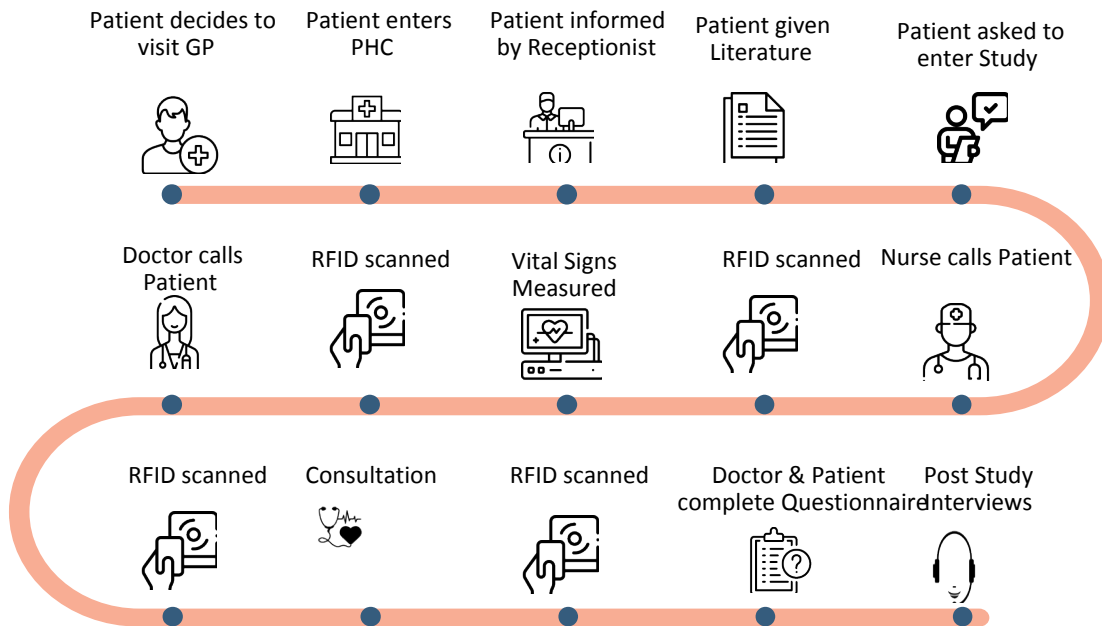 Patient decides to
visit GP
Patient enters
PHC
Patient informed
by Receptionist
Patient given
Literature
Patient asked to
enter Study
Doctor calls
Patient
RFID scanned
Vital Signs
Measured
RFID scanned
Nurse calls Patient
RFID scanned
Consultation
RFID scanned
Doctor & Patient
complete Questionnaire
Post Study
Interviews